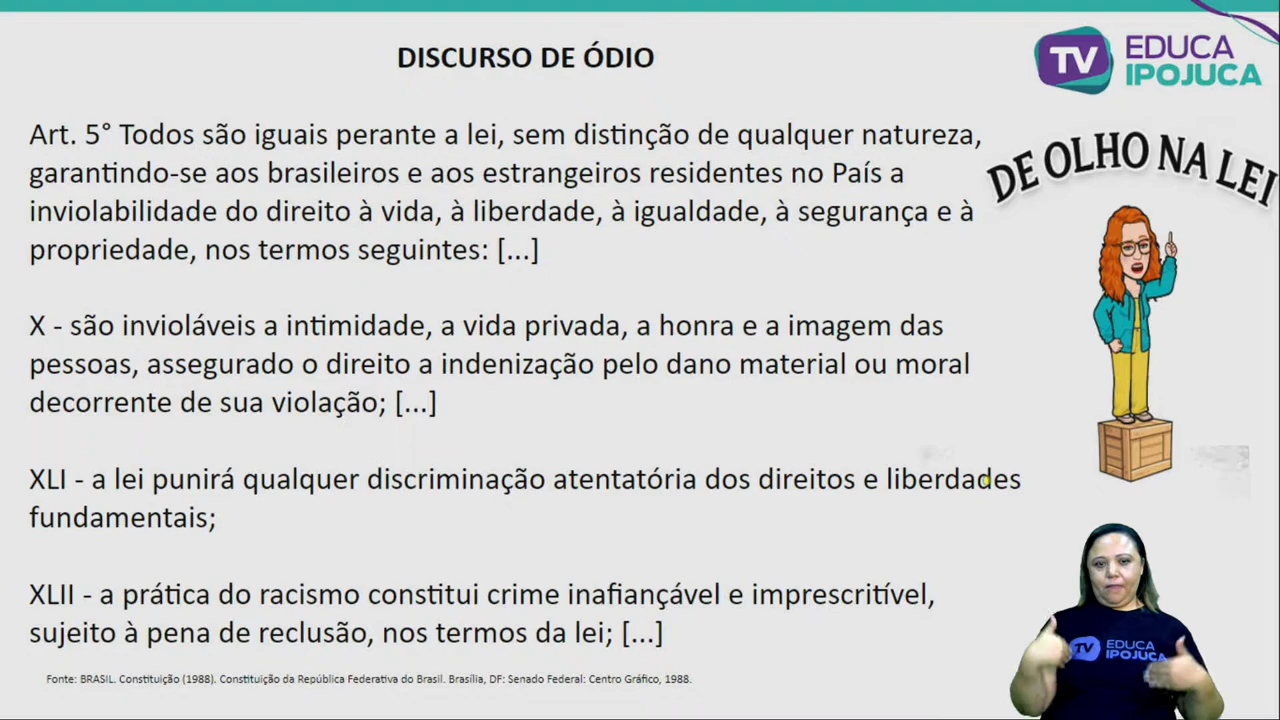 DISCURSO DE ÓDIO
TV EDUCA
IPOJUCA
Art. 5° Todos são iguais perante a lei, sem distinção de qualquer natureza,
garantindo-se aos brasileiros e aos estrangeiros residentes no País a
inviolabilidade do direito à vida, à liberdade, à igualdade, à segurança e à
propriedade, nos termos seguintes: [...]
DE OLHO NA LEI
X - são invioláveis a intimidade, a vida privada, a honra e a imagem das
pessoas, assegurado o direito a indenização pelo dano material ou moral
decorrente de sua violação; [...]
XLI - a lei punirá qualquer discriminação atentatória dos direitos e liberdades
fundamentais;
XLII - a prática do racismo constitui crime inafiançável e imprescritível,
sujeito à pena de reclusão, nos termos da lei; [...]
TV EDUCA
IPOJUCA
Fonte: BRASIL. Constituição (1988). Constituição da República Federativa do Brasil. Brasília, DF: Senado Federal: Centro Gráfico, 1988.